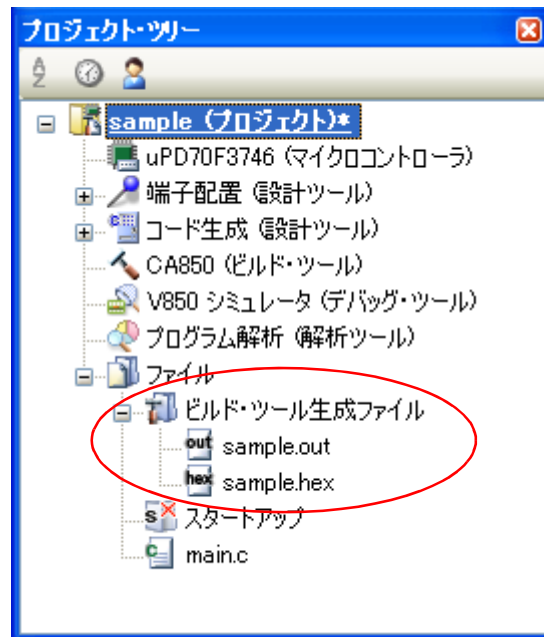 プロジェクト・ツリー
sample (プロジェクト)*
uPD70F3746 (マイクロコントローラ)
端子配置 (設計ツール)
コード生成 (設計ツール)
CA850 (ビルド・ツール)
V850 シミュレータ (デバッグ・ツール)
プログラム解析 (解析ツール)
ファイル
ビルド・ツール生成ファイル
out sample.out
hex sample.hex
S スタートアップ
C main.c